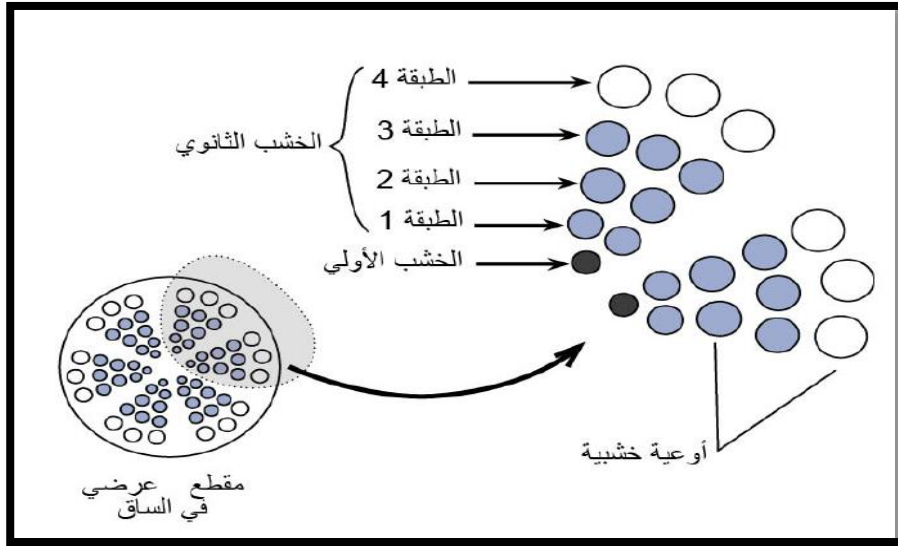 الطبقة 4
الطبقة 3
الخشب الثانوي
الطبقة 2
الطبقة 1
الخشب الأولي
أوعية خشبية
مقطع عرضي
في الساق